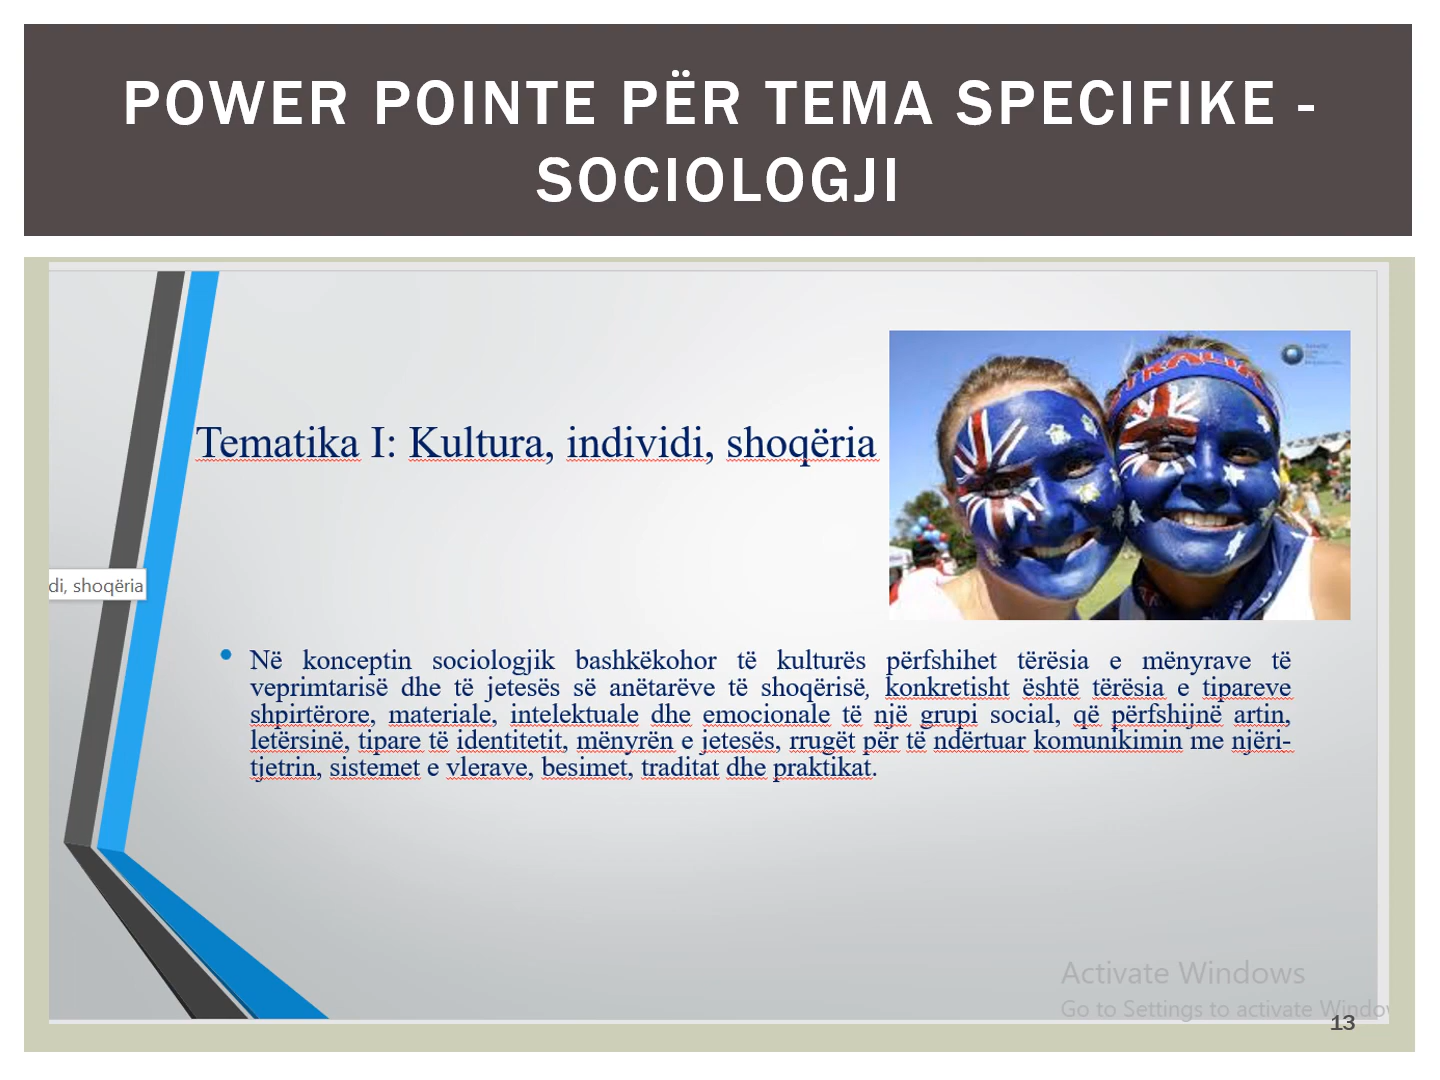 POWER POINTE PËR TEMA SPECIFIKE -
SOCIOLOGJI
Tematika I: Kultura, individi, shoqëria
TRALIA
di, shoqëria
Në konceptin sociologjik bashkëkohor të kulturës përfshihet tërësia e mënyrave të
veprimtarisë dhe të jetesës së anëtarëve të shoqërisë, konkretisht është tërësia e tipareve
shpirtërore, materiale, intelektuale dhe emocionale të një grupi social, që përfshijnë artin,
letërsinë, tipare të identitetit, mënyrën e jetesës, rrugët për të ndërtuar komunikimin me njëri-
tjetrin, sistemet e vlerave, besimet, traditat dhe praktikat.
Activate Windows
Go to Settings to activate Window
13